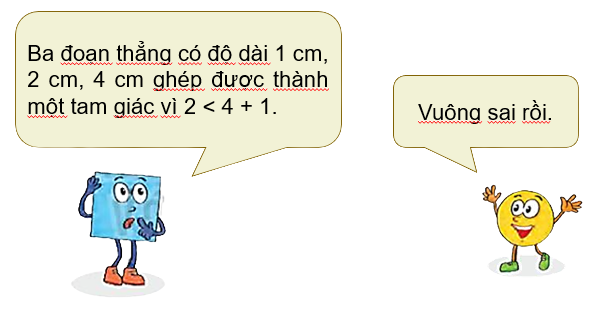 Ba đoạn thẳng có độ dài 1 cm,
2 cm, 4 cm ghép được thành
một tam giác vì 2 < 4 + 1.
Vuông sai rồi.